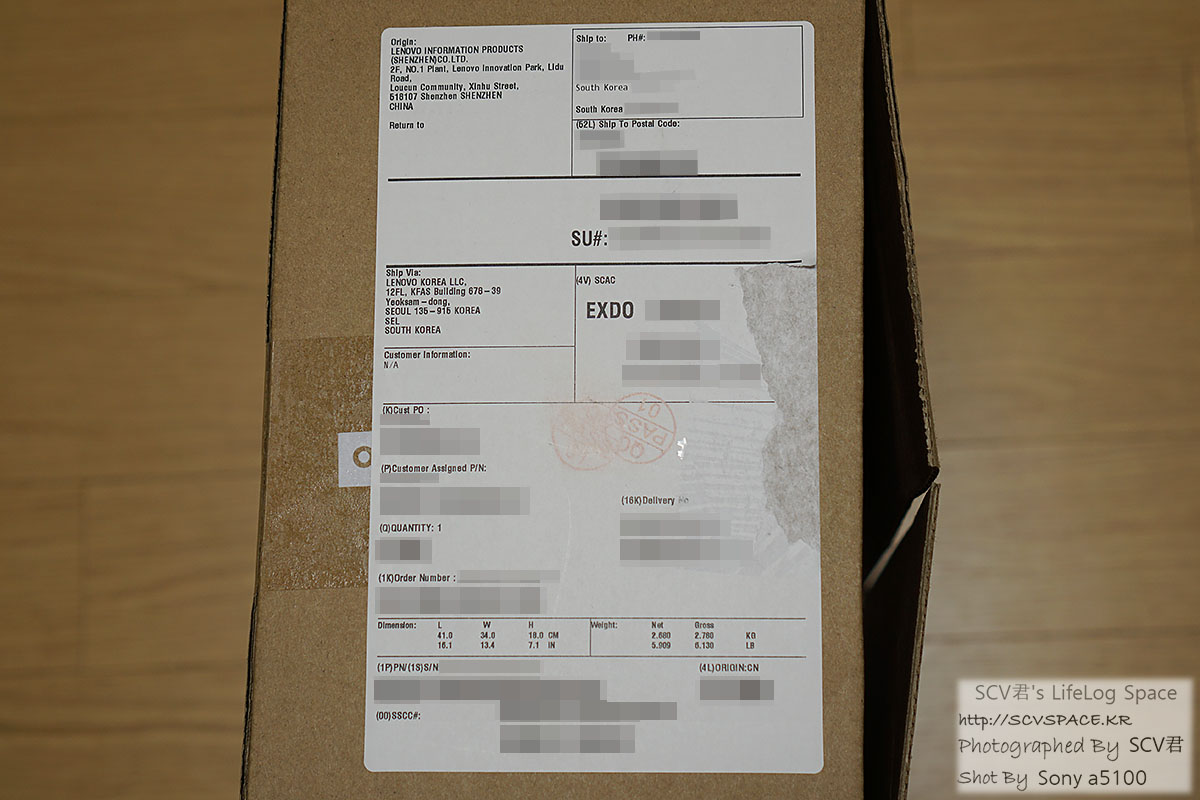 Origin:
LENOVO INFORMATION PRODUCTS
(SHENZHEN)CO.LTD.
2F, NO.1 Plant, Lenovo Innovation Park, Lidu
Road,
Loucun Community, Xinhu Street,
518107 Shenzhen SHENZHEN
CHINA
Return to
Ship to: PH#:
South Korea
South Korea
(52L) Ship To Postal Code:
SU#:
Ship Via:
LENOVO KOREA LLC,
12FL, KFAS Building 678-39
Yeoksam-dong,
SEOUL 135-916 KOREA
SEL
SOUTH KOREA
(4V) SCAC
EXDO
Customer Information:
N/A
(K)Cust PO :
QC
PASS
01
(P)Customer Assigned P/N:
(16K)Delivery No
(Q)QUANTITY: 1
(1K)Order Number :
Dimension: L W H Weight: Net Gross
41.0 34.0 18.0 CM 2.680 2.780 KG
16.1 13.4 7.1 IN 5.909 6.130 LB
(1P)PN/(1S)S/N (4L)ORIGIN:CN
(00)SSCC#:
SCV君's LifeLog Space
http://SCVSPACE.KR
Photographed By SCV君
Shot By Sony a5100